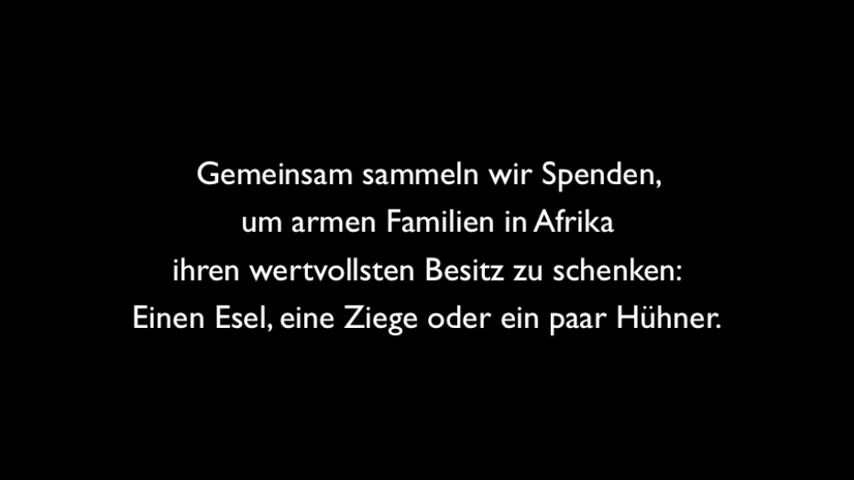 Gemeinsam sammeln wir Spenden,
um armen Familien in Afrika
ihren wertvollsten Besitz zu schenken:
Einen Esel, eine Ziege oder ein paar Hühner.